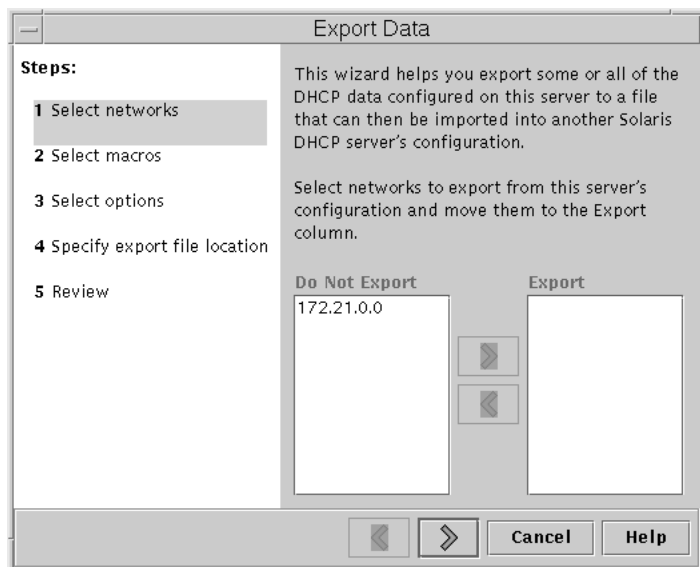 Export Data
Steps:
1 Select networks
2 Select macros
3 Select options
4 Specify export file location
5 Review
This wizard helps you export some or all of the
DHCP data configured on this server to a file
that can then be imported into another Solaris
DHCP server's configuration.
Select networks to export from this server's
configuration and move them to the Export
column.
Do Not Export
Export
172.21.0.0
Cancel
Help